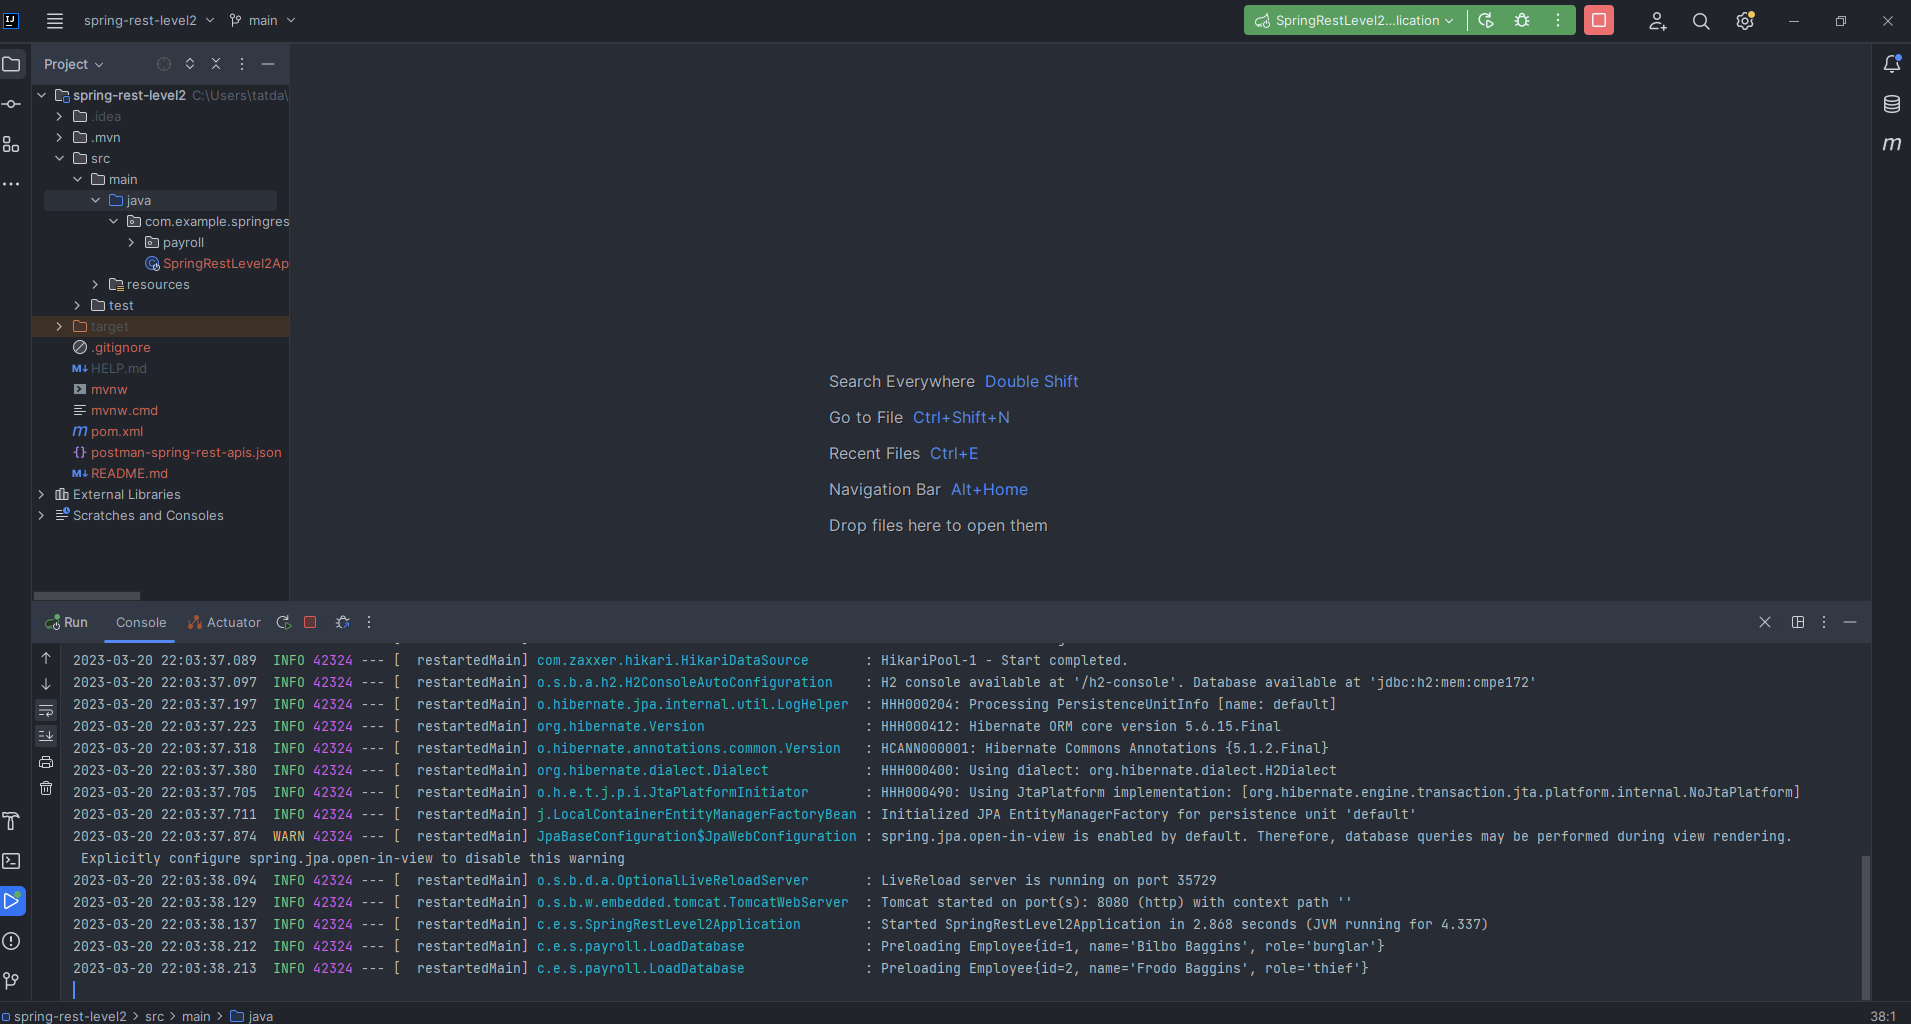 spring-rest-level2
main
SpringRestLevel2...lication
Project
spring-rest-level2 C:\Users\tatda\
.idea
.mvn
src
main
java
com.example.springres
payroll
SpringRestLevel2Ap
resources
test
target
.gitignore
HELP.md
mvnw
mvnw.cmd
pom.xml
postman-spring-rest-apis.json
README.md
External Libraries
Scratches and Consoles
Search Everywhere Double Shift
Go to File Ctrl+Shift+N
Recent Files Ctrl+E
Navigation Bar Alt+Home
Drop files here to open them
Run Console Actuator
2023-03-20 22:03:37.089 INFO 42324 --- [ restartedMain] com.zaxxer.hikari.HikariDataSource : HikariPool-1 - Start completed.
2023-03-20 22:03:37.097 INFO 42324 --- [ restartedMain] o.s.b.a.h2.H2ConsoleAutoConfiguration : H2 console available at '/h2-console'. Database available at 'jdbc:h2:mem:cmpe172'
2023-03-20 22:03:37.197 INFO 42324 --- [ restartedMain] o.hibernate.jpa.internal.util.LogHelper : HHH000204: Processing PersistenceUnitInfo [name: default]
2023-03-20 22:03:37.223 INFO 42324 --- [ restartedMain] org.hibernate.Version : HHH000412: Hibernate ORM core version 5.6.15.Final
2023-03-20 22:03:37.318 INFO 42324 --- [ restartedMain] o.hibernate.annotations.common.Version : HCANN000001: Hibernate Commons Annotations {5.1.2.Final}
2023-03-20 22:03:37.380 INFO 42324 --- [ restartedMain] org.hibernate.dialect.Dialect : HHH000400: Using dialect: org.hibernate.dialect.H2Dialect
2023-03-20 22:03:37.705 INFO 42324 --- [ restartedMain] o.h.e.t.j.p.i.JtaPlatformInitiator : HHH000490: Using JtaPlatform implementation: [org.hibernate.engine.transaction.jta.platform.internal.NoJtaPlatform]
2023-03-20 22:03:37.711 INFO 42324 --- [ restartedMain] j.LocalContainerEntityManagerFactoryBean : Initialized JPA EntityManagerFactory for persistence unit 'default'
2023-03-20 22:03:37.874 WARN 42324 --- [ restartedMain] JpaBaseConfiguration$JpaWebConfiguration : spring.jpa.open-in-view is enabled by default. Therefore, database queries may be performed during view rendering.
Explicitly configure spring.jpa.open-in-view to disable this warning
2023-03-20 22:03:38.094 INFO 42324 --- [ restartedMain] o.s.b.d.a.OptionalLiveReloadServer : LiveReload server is running on port 35729
2023-03-20 22:03:38.129 INFO 42324 --- [ restartedMain] o.s.b.w.embedded.tomcat.TomcatWebServer : Tomcat started on port(s): 8080 (http) with context path ''
2023-03-20 22:03:38.137 INFO 42324 --- [ restartedMain] c.e.s.SpringRestLevel2Application : Started SpringRestLevel2Application in 2.868 seconds (JVM running for 4.337)
2023-03-20 22:03:38.212 INFO 42324 --- [ restartedMain] c.e.s.payroll.LoadDatabase : Preloading Employee{id=1, name='Bilbo Baggins', role='burglar'}
2023-03-20 22:03:38.213 INFO 42324 --- [ restartedMain] c.e.s.payroll.LoadDatabase : Preloading Employee{id=2, name='Frodo Baggins', role='thief'}
spring-rest-level2 > src > main > java
38:1